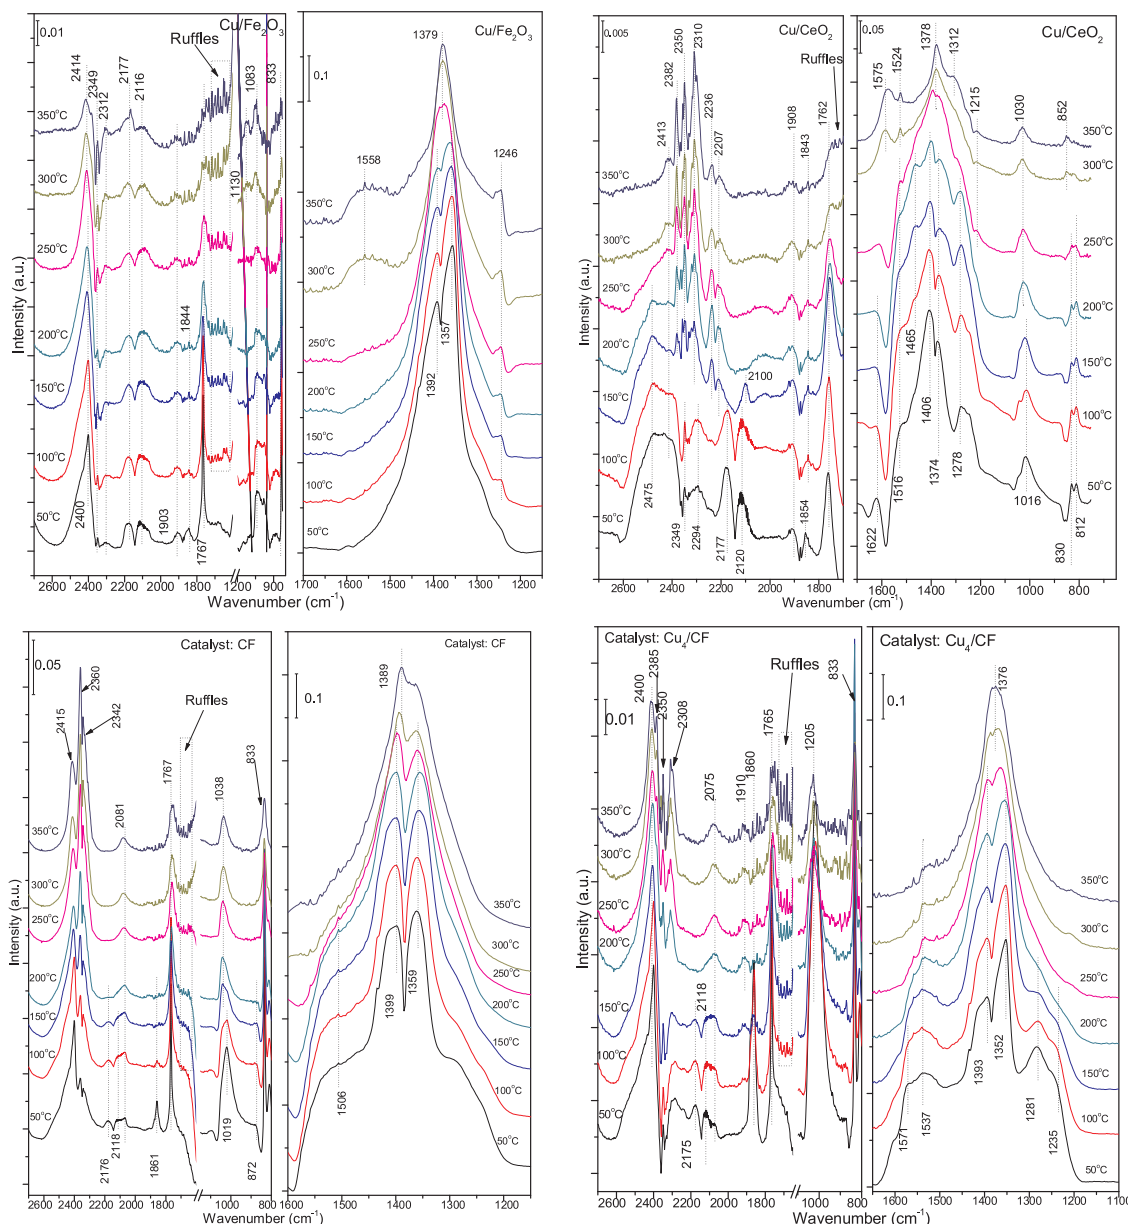 0.01
Cu/Fe₂O₃
Ruffles
2414
2349
2312
2177
2116
1083
833
350°C
300°C
1130
250°C
200°C
1844
150°C
100°C
50°C
2400
1903
1767
Intensity (a.u.)
2400 2100 1800 1500 1200 900
Wavenumber (cm⁻¹)
Cu/Fe₂O₃
0.1
1379
1558
1246
350°C
300°C
250°C
1357
1392
200°C
150°C
100°C
50°C
1700 1600 1500 1400 1300 1200
0.005
Cu/CeO₂
2350
2310
2382
Ruffles
2413
2236
2207
1908
1762
1843
350°C
300°C
250°C
200°C
2100
150°C
100°C
50°C
2475
2349
2294
2177
2120
1854
Intensity (a.u.)
2600 2400 2200 2000 1800
Wavenumber (cm⁻¹)
0.05
Cu/CeO₂
1378
1312
1524
1575
1215
1030
852
350°C
300°C
250°C
200°C
1465
150°C
1406
100°C
1374
1278
1516
1016
50°C
1622
830
812
1600 1400 1200 1000 800
Catalyst: CF
0.05
2360
2415
2342
Ruffles
1767
1038
833
2081
350°C
300°C
250°C
200°C
150°C
100°C
50°C
2176
2118
1861
1019
872
Intensity (a.u.)
2600 2400 2200 2000 1800 1000 800
Wavenumber (cm⁻¹)
Catalyst: CF
0.1
1389
350°C
300°C
250°C
200°C
1399
1359
150°C
1506
100°C
50°C
1600 1500 1400 1300 1200
Catalyst: Cu₄/CF
2385
2400
2350
2308
Ruffles
833
0.01
1765
1205
2075
1910
1860
350°C
300°C
250°C
200°C
2118
150°C
100°C
50°C
2175
Intensity (a.u.)
2600 2400 2200 2000 1800 1000 800
Wavenumber (cm⁻¹)
Catalyst: Cu₄/CF
0.1
1376
350°C
300°C
250°C
200°C
150°C
1393
1352
100°C
1281
1571
1537
1235
50°C
1600 1500 1400 1300 1200 1100